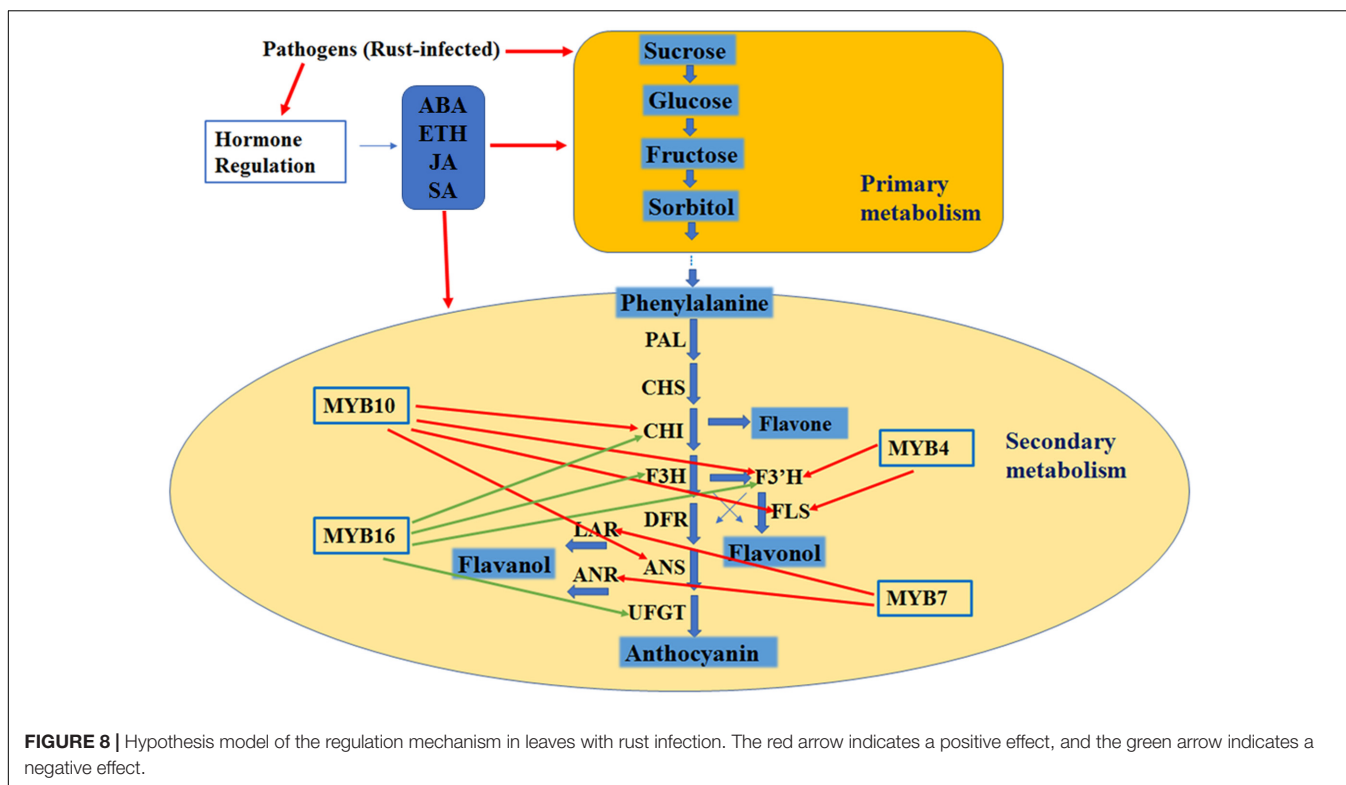 Pathogens (Rust-infected)
Hormone
Regulation
ABA
ETH
JA
SA
Sucrose
Glucose
Fructose
Sorbitol
Primary
metabolism
Phenylalanine
PAL
CHS
MYB10
CHI
Flavone
MYB4
Secondary
metabolism
F3H
F3’H
MYB16
DFR
FLS
LAR
Flavanol
Flavonol
ANR
ANS
MYB7
UFGT
Anthocyanin
FIGURE 8 | Hypothesis model of the regulation mechanism in leaves with rust infection. The red arrow indicates a positive effect, and the green arrow indicates a
negative effect.